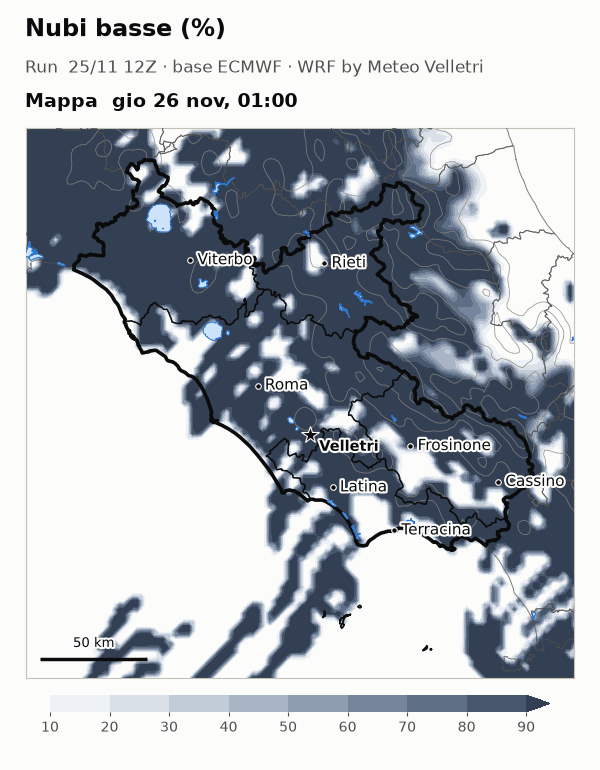 Nubi basse (%)
Run 25/11 12Z · base ECMWF · WRF by Meteo Velletri
Mappa gio 26 nov, 01:00
Viterbo
Rieti
Roma
Velletri
Frosinone
Latina
Cassino
Terracina
50 km
10 20 30 40 50 60 70 80 90